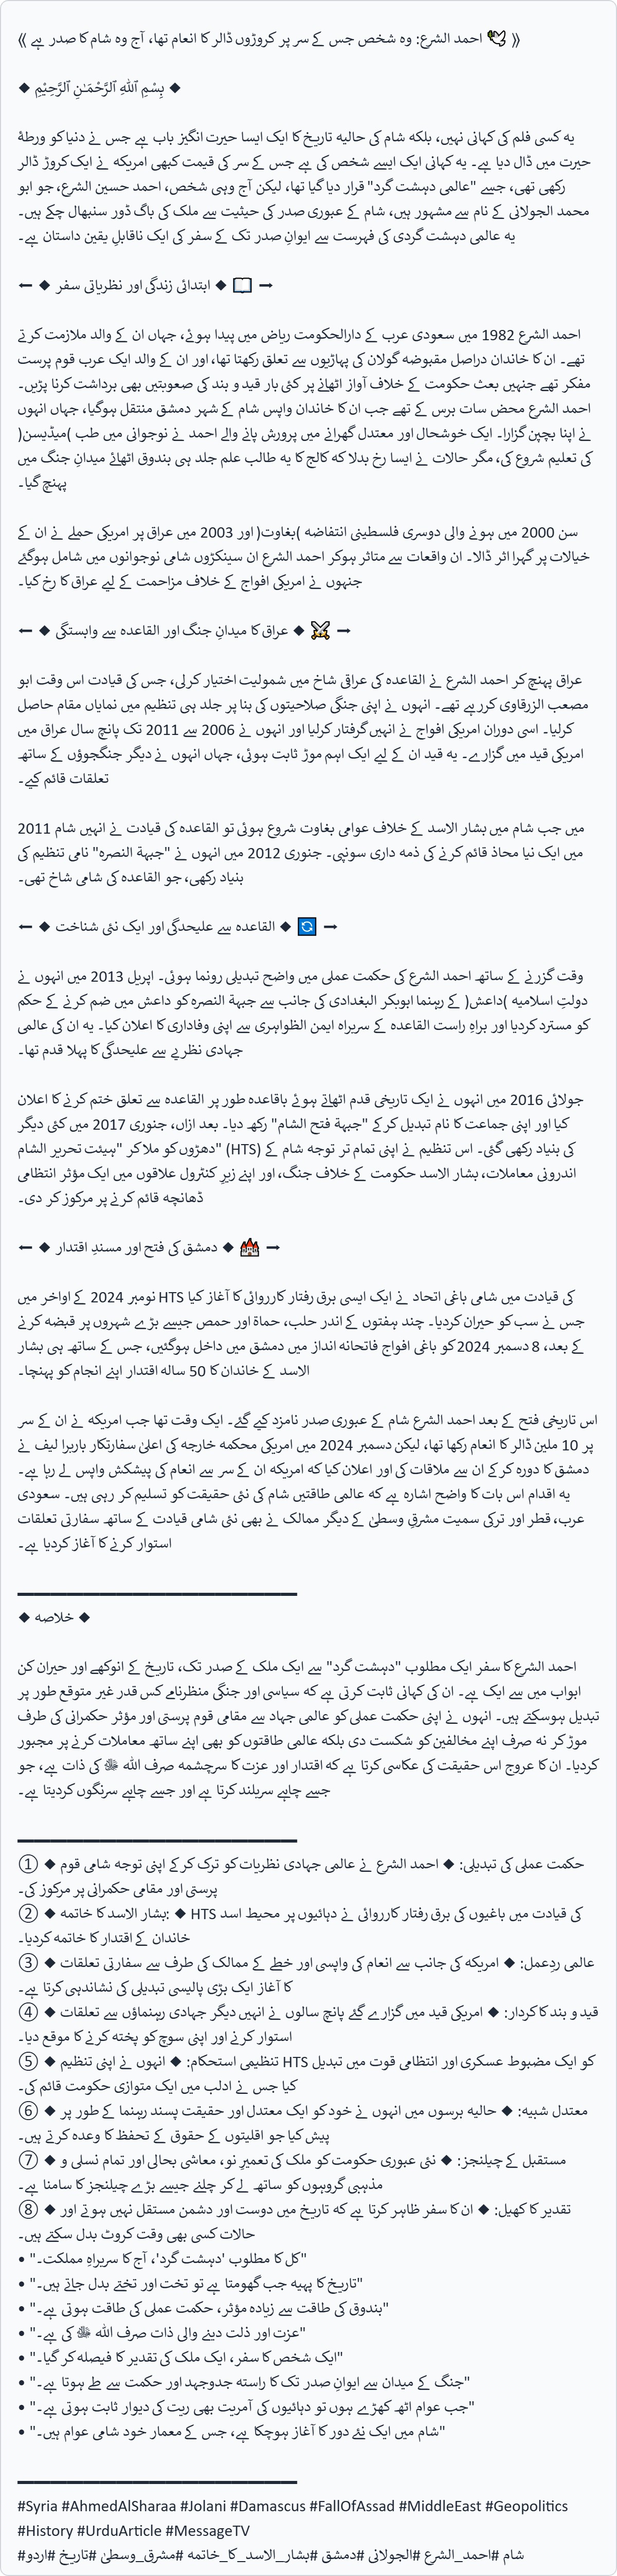 《 🕊 احمد الشرع: وہ شخص جس کے سر پر کروڑوں ڈالر کا انعام تھا، آج وہ شام کا صدر ہے 》
◆ بِسْمِ ٱللَّٰهِ ٱلرَّحْمَـٰنِ ٱلرَّحِيْمِ ◆
یہ کسی فلم کی کہانی نہیں، بلکہ شام کی حالیہ تاریخ کا ایک ایسا حیرت انگیز باب ہے جس نے دنیا کو ورطۂ
حیرت میں ڈال دیا ہے۔ یہ کہانی ایک ایسے شخص کی ہے جس کے سر کی قیمت کبھی امریکہ نے ایک کروڑ ڈالر
رکھی تھی، جسے "عالمی دہشت گرد" قرار دیا گیا تھا، لیکن آج وہی شخص، احمد حسین الشرع، جو ابو
محمد الجولانی کے نام سے مشہور ہیں، شام کے عبوری صدر کی حیثیت سے ملک کی باگ ڈور سنبھال چکے ہیں۔
یہ عالمی دہشت گردی کی فہرست سے ایوانِ صدر تک کے سفر کی ایک ناقابلِ یقین داستان ہے۔
← ◆ ابتدائی زندگی اور نظریاتی سفر ◆ 📖 →
احمد الشرع 1982 میں سعودی عرب کے دارالحکومت ریاض میں پیدا ہوئے، جہاں ان کے والد ملازمت کرتے
تھے۔ ان کا خاندان دراصل مقبوضہ گولان کی پہاڑیوں سے تعلق رکھتا تھا، اور ان کے والد ایک عرب قوم پرست
مفکر تھے جنہیں بعث حکومت کے خلاف آواز اٹھانے پر کئی بار قید و بند کی صعوبتیں بھی برداشت کرنا پڑیں۔
احمد الشرع محض سات برس کے تھے جب ان کا خاندان واپس شام کے شہر دمشق منتقل ہوگیا، جہاں انہوں
نے اپنا بچپن گزارا۔ ایک خوشحال اور معتدل گھرانے میں پرورش پانے والے احمد نے نوجوانی میں طب (میڈیسن)
کی تعلیم شروع کی، مگر حالات نے ایسا رخ بدلا کہ کالج کا یہ طالب علم جلد ہی بندوق اٹھائے میدانِ جنگ میں
پہنچ گیا۔
سن 2000 میں ہونے والی دوسری فلسطینی انتفاضہ (بغاوت) اور 2003 میں عراق پر امریکی حملے نے ان کے
خیالات پر گہرا اثر ڈالا۔ ان واقعات سے متاثر ہوکر احمد الشرع ان سینکڑوں شامی نوجوانوں میں شامل ہوگئے
جنہوں نے امریکی افواج کے خلاف مزاحمت کے لیے عراق کا رخ کیا۔
← ◆ عراق کا میدانِ جنگ اور القاعدہ سے وابستگی ◆ ⚔ →
عراق پہنچ کر احمد الشرع نے القاعدہ کی عراقی شاخ میں شمولیت اختیار کرلی، جس کی قیادت اس وقت ابو
مصعب الزرقاوی کررہے تھے۔ انہوں نے اپنی جنگی صلاحیتوں کی بنا پر جلد ہی تنظیم میں نمایاں مقام حاصل
کرلیا۔ اسی دوران امریکی افواج نے انہیں گرفتار کرلیا اور انہوں نے 2006 سے 2011 تک پانچ سال عراق میں
امریکی قید میں گزارے۔ یہ قید ان کے لیے ایک اہم موڑ ثابت ہوئی، جہاں انہوں نے دیگر جنگجوؤں کے ساتھ
تعلقات قائم کیے۔
2011 میں جب شام میں بشار الاسد کے خلاف عوامی بغاوت شروع ہوئی تو القاعدہ کی قیادت نے انہیں شام
میں ایک نیا محاذ قائم کرنے کی ذمہ داری سونپی۔ جنوری 2012 میں انہوں نے "جبہۃ النصرہ" نامی تنظیم کی
بنیاد رکھی، جو القاعدہ کی شامی شاخ تھی۔
← ◆ القاعدہ سے علیحدگی اور ایک نئی شناخت ◆ 🔄 →
وقت گزرنے کے ساتھ احمد الشرع کی حکمت عملی میں واضح تبدیلی رونما ہوئی۔ اپریل 2013 میں انہوں نے
دولتِ اسلامیہ (داعش) کے رہنما ابوبکر البغدادی کی جانب سے جبہۃ النصرہ کو داعش میں ضم کرنے کے حکم
کو مسترد کردیا اور براہِ راست القاعدہ کے سربراہ ایمن الظواہری سے اپنی وفاداری کا اعلان کیا۔ یہ ان کی عالمی
جہادی نظریے سے علیحدگی کا پہلا قدم تھا۔
جولائی 2016 میں انہوں نے ایک تاریخی قدم اٹھاتے ہوئے باقاعدہ طور پر القاعدہ سے تعلق ختم کرنے کا اعلان
کیا اور اپنی جماعت کا نام تبدیل کرکے "جبہۃ فتح الشام" رکھ دیا۔ بعد ازاں، جنوری 2017 میں کئی دیگر
دھڑوں کو ملا کر "ہیئت تحریر الشام" (HTS) کی بنیاد رکھی گئی۔ اس تنظیم نے اپنی تمام تر توجہ شام کے
اندرونی معاملات، بشار الاسد حکومت کے خلاف جنگ، اور اپنے زیرِ کنٹرول علاقوں میں ایک مؤثر انتظامی
ڈھانچہ قائم کرنے پر مرکوز کر دی۔
← ◆ دمشق کی فتح اور مسندِ اقتدار ◆ 🏰 →
نومبر 2024 کے اواخر میں HTS کی قیادت میں شامی باغی اتحاد نے ایک ایسی برق رفتار کارروائی کا آغاز کیا
جس نے سب کو حیران کردیا۔ چند ہفتوں کے اندر حلب، حماۃ اور حمص جیسے بڑے شہروں پر قبضہ کرنے
کے بعد، 8 دسمبر 2024 کو باغی افواج فاتحانہ انداز میں دمشق میں داخل ہوگئیں، جس کے ساتھ ہی بشار
الاسد کے خاندان کا 50 سالہ اقتدار اپنے انجام کو پہنچا۔
اس تاریخی فتح کے بعد احمد الشرع شام کے عبوری صدر نامزد کیے گئے۔ ایک وقت تھا جب امریکہ نے ان کے سر
پر 10 ملین ڈالر کا انعام رکھا تھا، لیکن دسمبر 2024 میں امریکی محکمہ خارجہ کی اعلیٰ سفارتکار باربرا لیف نے
دمشق کا دورہ کرکے ان سے ملاقات کی اور اعلان کیا کہ امریکہ ان کے سر سے انعام کی پیشکش واپس لے رہا ہے۔
یہ اقدام اس بات کا واضح اشارہ ہے کہ عالمی طاقتیں شام کی نئی حقیقت کو تسلیم کر رہی ہیں۔ سعودی
عرب، قطر اور ترکی سمیت مشرقِ وسطیٰ کے دیگر ممالک نے بھی نئی شامی قیادت کے ساتھ سفارتی تعلقات
استوار کرنے کا آغاز کردیا ہے۔
◆ خلاصہ ◆
احمد الشرع کا سفر ایک مطلوب "دہشت گرد" سے ایک ملک کے صدر تک، تاریخ کے انوکھے اور حیران کن
ابواب میں سے ایک ہے۔ ان کی کہانی ثابت کرتی ہے کہ سیاسی اور جنگی منظرنامے کس قدر غیر متوقع طور پر
تبدیل ہوسکتے ہیں۔ انہوں نے اپنی حکمت عملی کو عالمی جہاد سے مقامی قوم پرستی اور مؤثر حکمرانی کی طرف
موڑ کر نہ صرف اپنے مخالفین کو شکست دی بلکہ عالمی طاقتوں کو بھی اپنے ساتھ معاملات کرنے پر مجبور
کردیا۔ ان کا عروج اس حقیقت کی عکاسی کرتا ہے کہ اقتدار اور عزت کا سرچشمہ صرف اللہ ﷻ کی ذات ہے، جو
جسے چاہے سربلند کرتا ہے اور جسے چاہے سرنگوں کردیتا ہے۔
① ◆ حکمت عملی کی تبدیلی: ◆ احمد الشرع نے عالمی جہادی نظریات کو ترک کرکے اپنی توجہ شامی قوم
پرستی اور مقامی حکمرانی پر مرکوز کی۔
② ◆ بشار الاسد کا خاتمہ: ◆ HTS کی قیادت میں باغیوں کی برق رفتار کارروائی نے دہائیوں پر محیط اسد
خاندان کے اقتدار کا خاتمہ کردیا۔
③ ◆ عالمی ردِعمل: ◆ امریکہ کی جانب سے انعام کی واپسی اور خطے کے ممالک کی طرف سے سفارتی تعلقات
کا آغاز ایک بڑی پالیسی تبدیلی کی نشاندہی کرتا ہے۔
④ ◆ قید و بند کا کردار: ◆ امریکی قید میں گزارے گئے پانچ سالوں نے انہیں دیگر جہادی رہنماؤں سے تعلقات
استوار کرنے اور اپنی سوچ کو پختہ کرنے کا موقع دیا۔
⑤ ◆ تنظیمی استحکام: ◆ انہوں نے اپنی تنظیم HTS کو ایک مضبوط عسکری اور انتظامی قوت میں تبدیل
کیا جس نے ادلب میں ایک متوازی حکومت قائم کی۔
⑥ ◆ معتدل شبیہ: ◆ حالیہ برسوں میں انہوں نے خود کو ایک معتدل اور حقیقت پسند رہنما کے طور پر
پیش کیا جو اقلیتوں کے حقوق کے تحفظ کا وعدہ کرتے ہیں۔
⑦ ◆ مستقبل کے چیلنجز: ◆ نئی عبوری حکومت کو ملک کی تعمیرِ نو، معاشی بحالی اور تمام نسلی و
مذہبی گروہوں کو ساتھ لے کر چلنے جیسے بڑے چیلنجز کا سامنا ہے۔
⑧ ◆ تقدیر کا کھیل: ◆ ان کا سفر ظاہر کرتا ہے کہ تاریخ میں دوست اور دشمن مستقل نہیں ہوتے اور
حالات کسی بھی وقت کروٹ بدل سکتے ہیں۔
• "کل کا مطلوب 'دہشت گرد'، آج کا سربراہِ مملکت۔"
• "تاریخ کا پہیہ جب گھومتا ہے تو تخت اور تختے بدل جاتے ہیں۔"
• "بندوق کی طاقت سے زیادہ مؤثر، حکمت عملی کی طاقت ہوتی ہے۔"
• "عزت اور ذلت دینے والی ذات صرف اللہ ﷻ کی ہے۔"
• "ایک شخص کا سفر، ایک ملک کی تقدیر کا فیصلہ کر گیا۔"
• "جنگ کے میدان سے ایوانِ صدر تک کا راستہ جدوجہد اور حکمت سے طے ہوتا ہے۔"
• "جب عوام اٹھ کھڑے ہوں تو دہائیوں کی آمریت بھی ریت کی دیوار ثابت ہوتی ہے۔"
• "شام میں ایک نئے دور کا آغاز ہوچکا ہے، جس کے معمار خود شامی عوام ہیں۔"
#Syria #AhmedAlSharaa #Jolani #Damascus #FallOfAssad #MiddleEast #Geopolitics
#History #UrduArticle #MessageTV
#شام #احمد_الشرع #الجولانی #دمشق #بشار_الاسد_کا_خاتمہ #مشرق_وسطیٰ #تاریخ #اردو